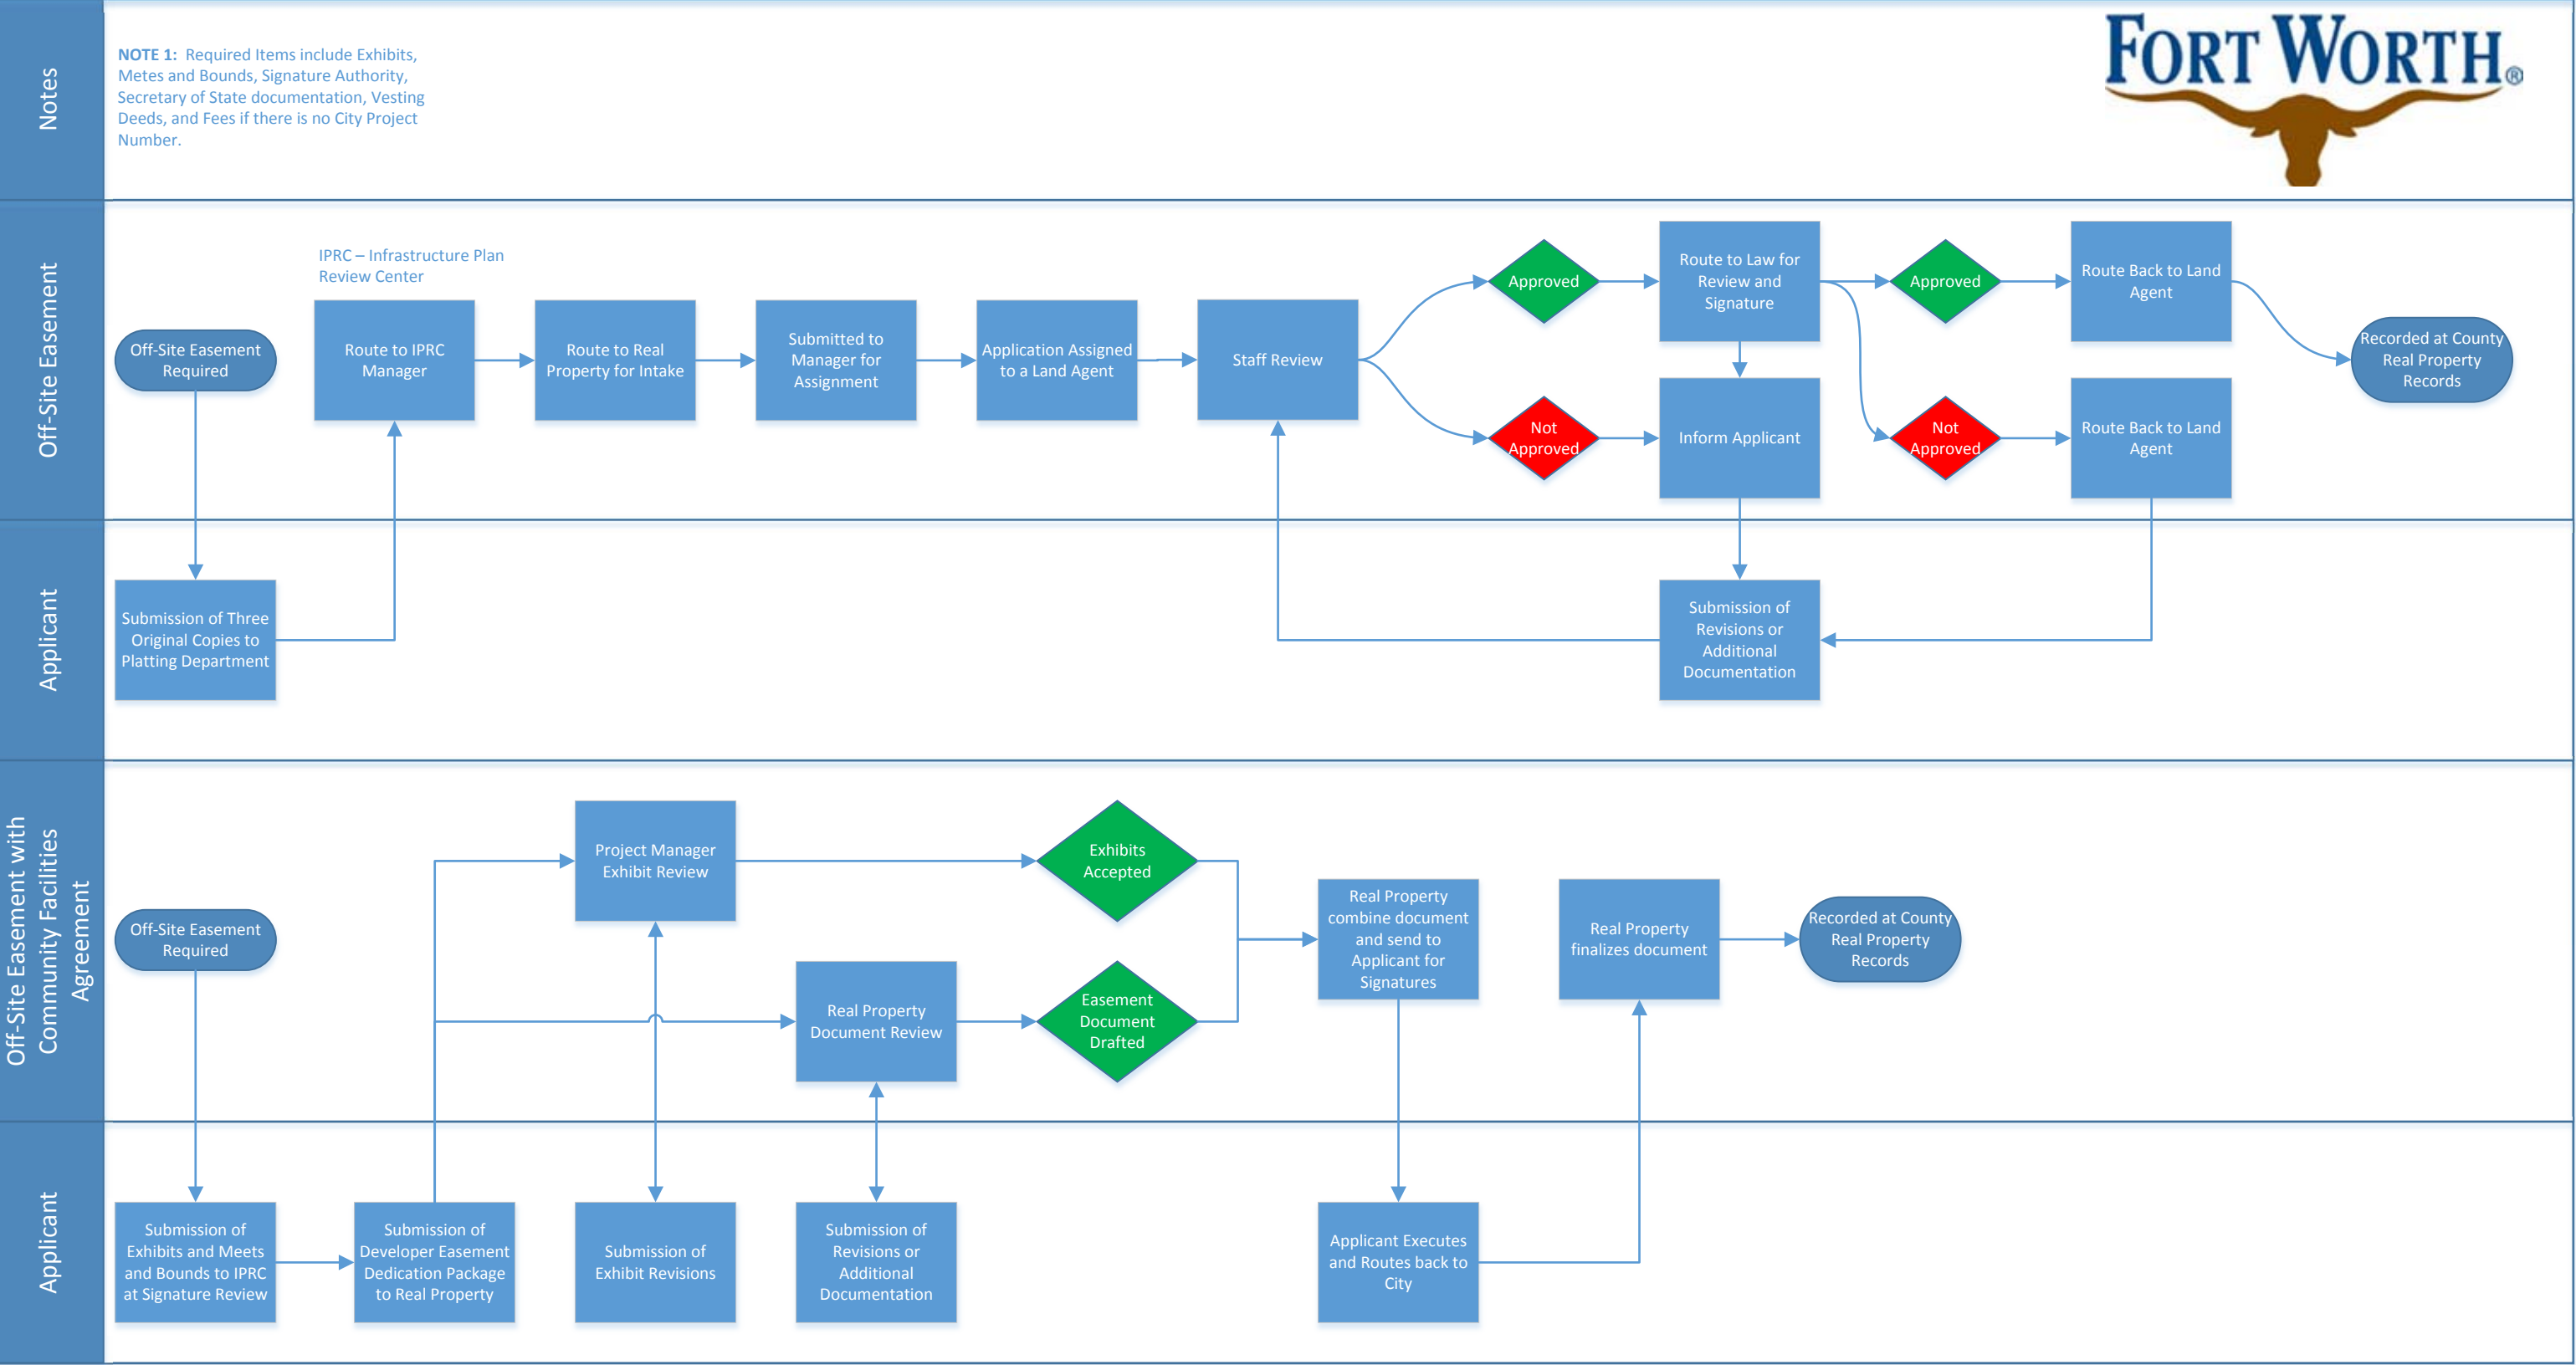 Notes
NOTE 1: Required Items include Exhibits,
Metes and Bounds, Signature Authority,
Secretary of State documentation, Vesting
Deeds, and Fees if there is no City Project
Number.
FORT WORTH®
Off-Site Easement
IPRC – Infrastructure Plan
Review Center
Off-Site Easement
Required
Route to IPRC
Manager
Route to Real
Property for Intake
Submitted to
Manager for
Assignment
Application Assigned
to a Land Agent
Staff Review
Approved
Not
Approved
Route to Law for
Review and
Signature
Inform Applicant
Approved
Not
Approved
Route Back to Land
Agent
Route Back to Land
Agent
Recorded at County
Real Property
Records
Applicant
Submission of Three
Original Copies to
Platting Department
Submission of
Revisions or
Additional
Documentation
Off-Site Easement with
Community Facilities
Agreement
Off-Site Easement
Required
Project Manager
Exhibit Review
Real Property
Document Review
Exhibits
Accepted
Easement
Document
Drafted
Real Property
combine document
and send to
Applicant for
Signatures
Real Property
finalizes document
Recorded at County
Real Property
Records
Applicant
Submission of
Exhibits and Meets
and Bounds to IPRC
at Signature Review
Submission of
Developer Easement
Dedication Package
to Real Property
Submission of
Exhibit Revisions
Submission of
Revisions or
Additional
Documentation
Applicant Executes
and Routes back to
City